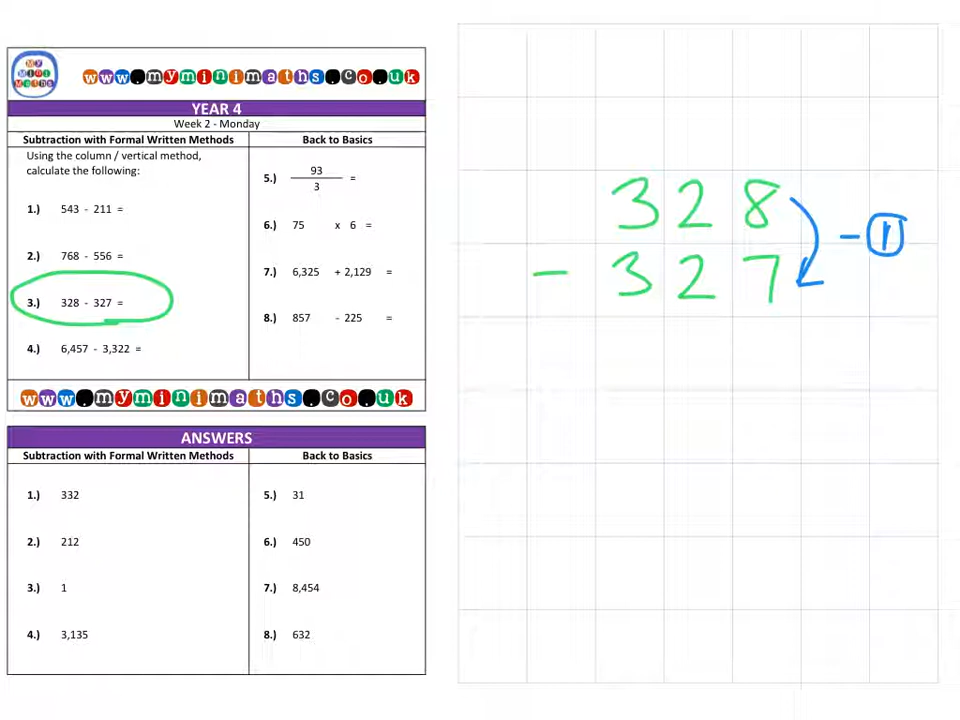 My
Mini
Maths
www.myminimaths.co.uk
YEAR 4
Week 2 - Monday
Subtraction with Formal Written Methods
Back to Basics
Using the column / vertical method,
calculate the following:
1.) 543 - 211 =
2.) 768 - 556 =
3.) 328 - 327 =
4.) 6,457 - 3,322 =
5.) 93
3 =
6.) 75 x 6 =
7.) 6,325 + 2,129 =
8.) 857 - 225 =
www.myminimaths.co.uk
ANSWERS
Subtraction with Formal Written Methods
Back to Basics
1.) 332
2.) 212
3.) 1
4.) 3,135
5.) 31
6.) 450
7.) 8,454
8.) 632
328
- 327
- 1